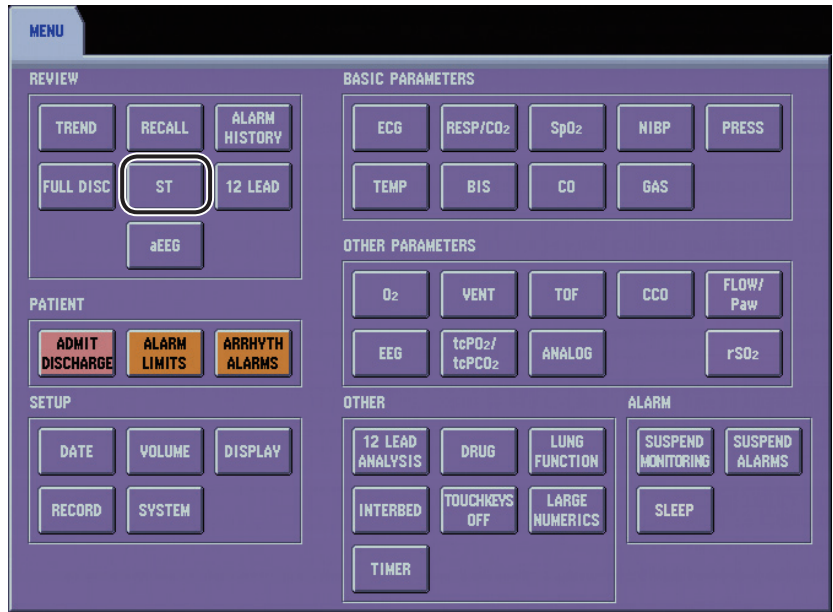 MENU
REVIEW
TREND
RECALL
ALARM
HISTORY
FULL DISC
ST
12 LEAD
aEEG
PATIENT
ADMIT
DISCHARGE
ALARM
LIMITS
ARRHYTH
ALARMS
SETUP
DATE
VOLUME
DISPLAY
RECORD
SYSTEM
BASIC PARAMETERS
ECG
RESP/CO₂
SpO₂
NIBP
PRESS
TEMP
BIS
CO
GAS
OTHER PARAMETERS
O₂
VENT
TOF
CCO
FLOW/
Paw
EEG
tcPO₂/
tcPCO₂
ANALOG
rSO₂
OTHER
12 LEAD
ANALYSIS
DRUG
LUNG
FUNCTION
INTERBED
TOUCHKEYS
OFF
LARGE
NUMERICS
TIMER
ALARM
SUSPEND
MONITORING
SUSPEND
ALARMS
SLEEP